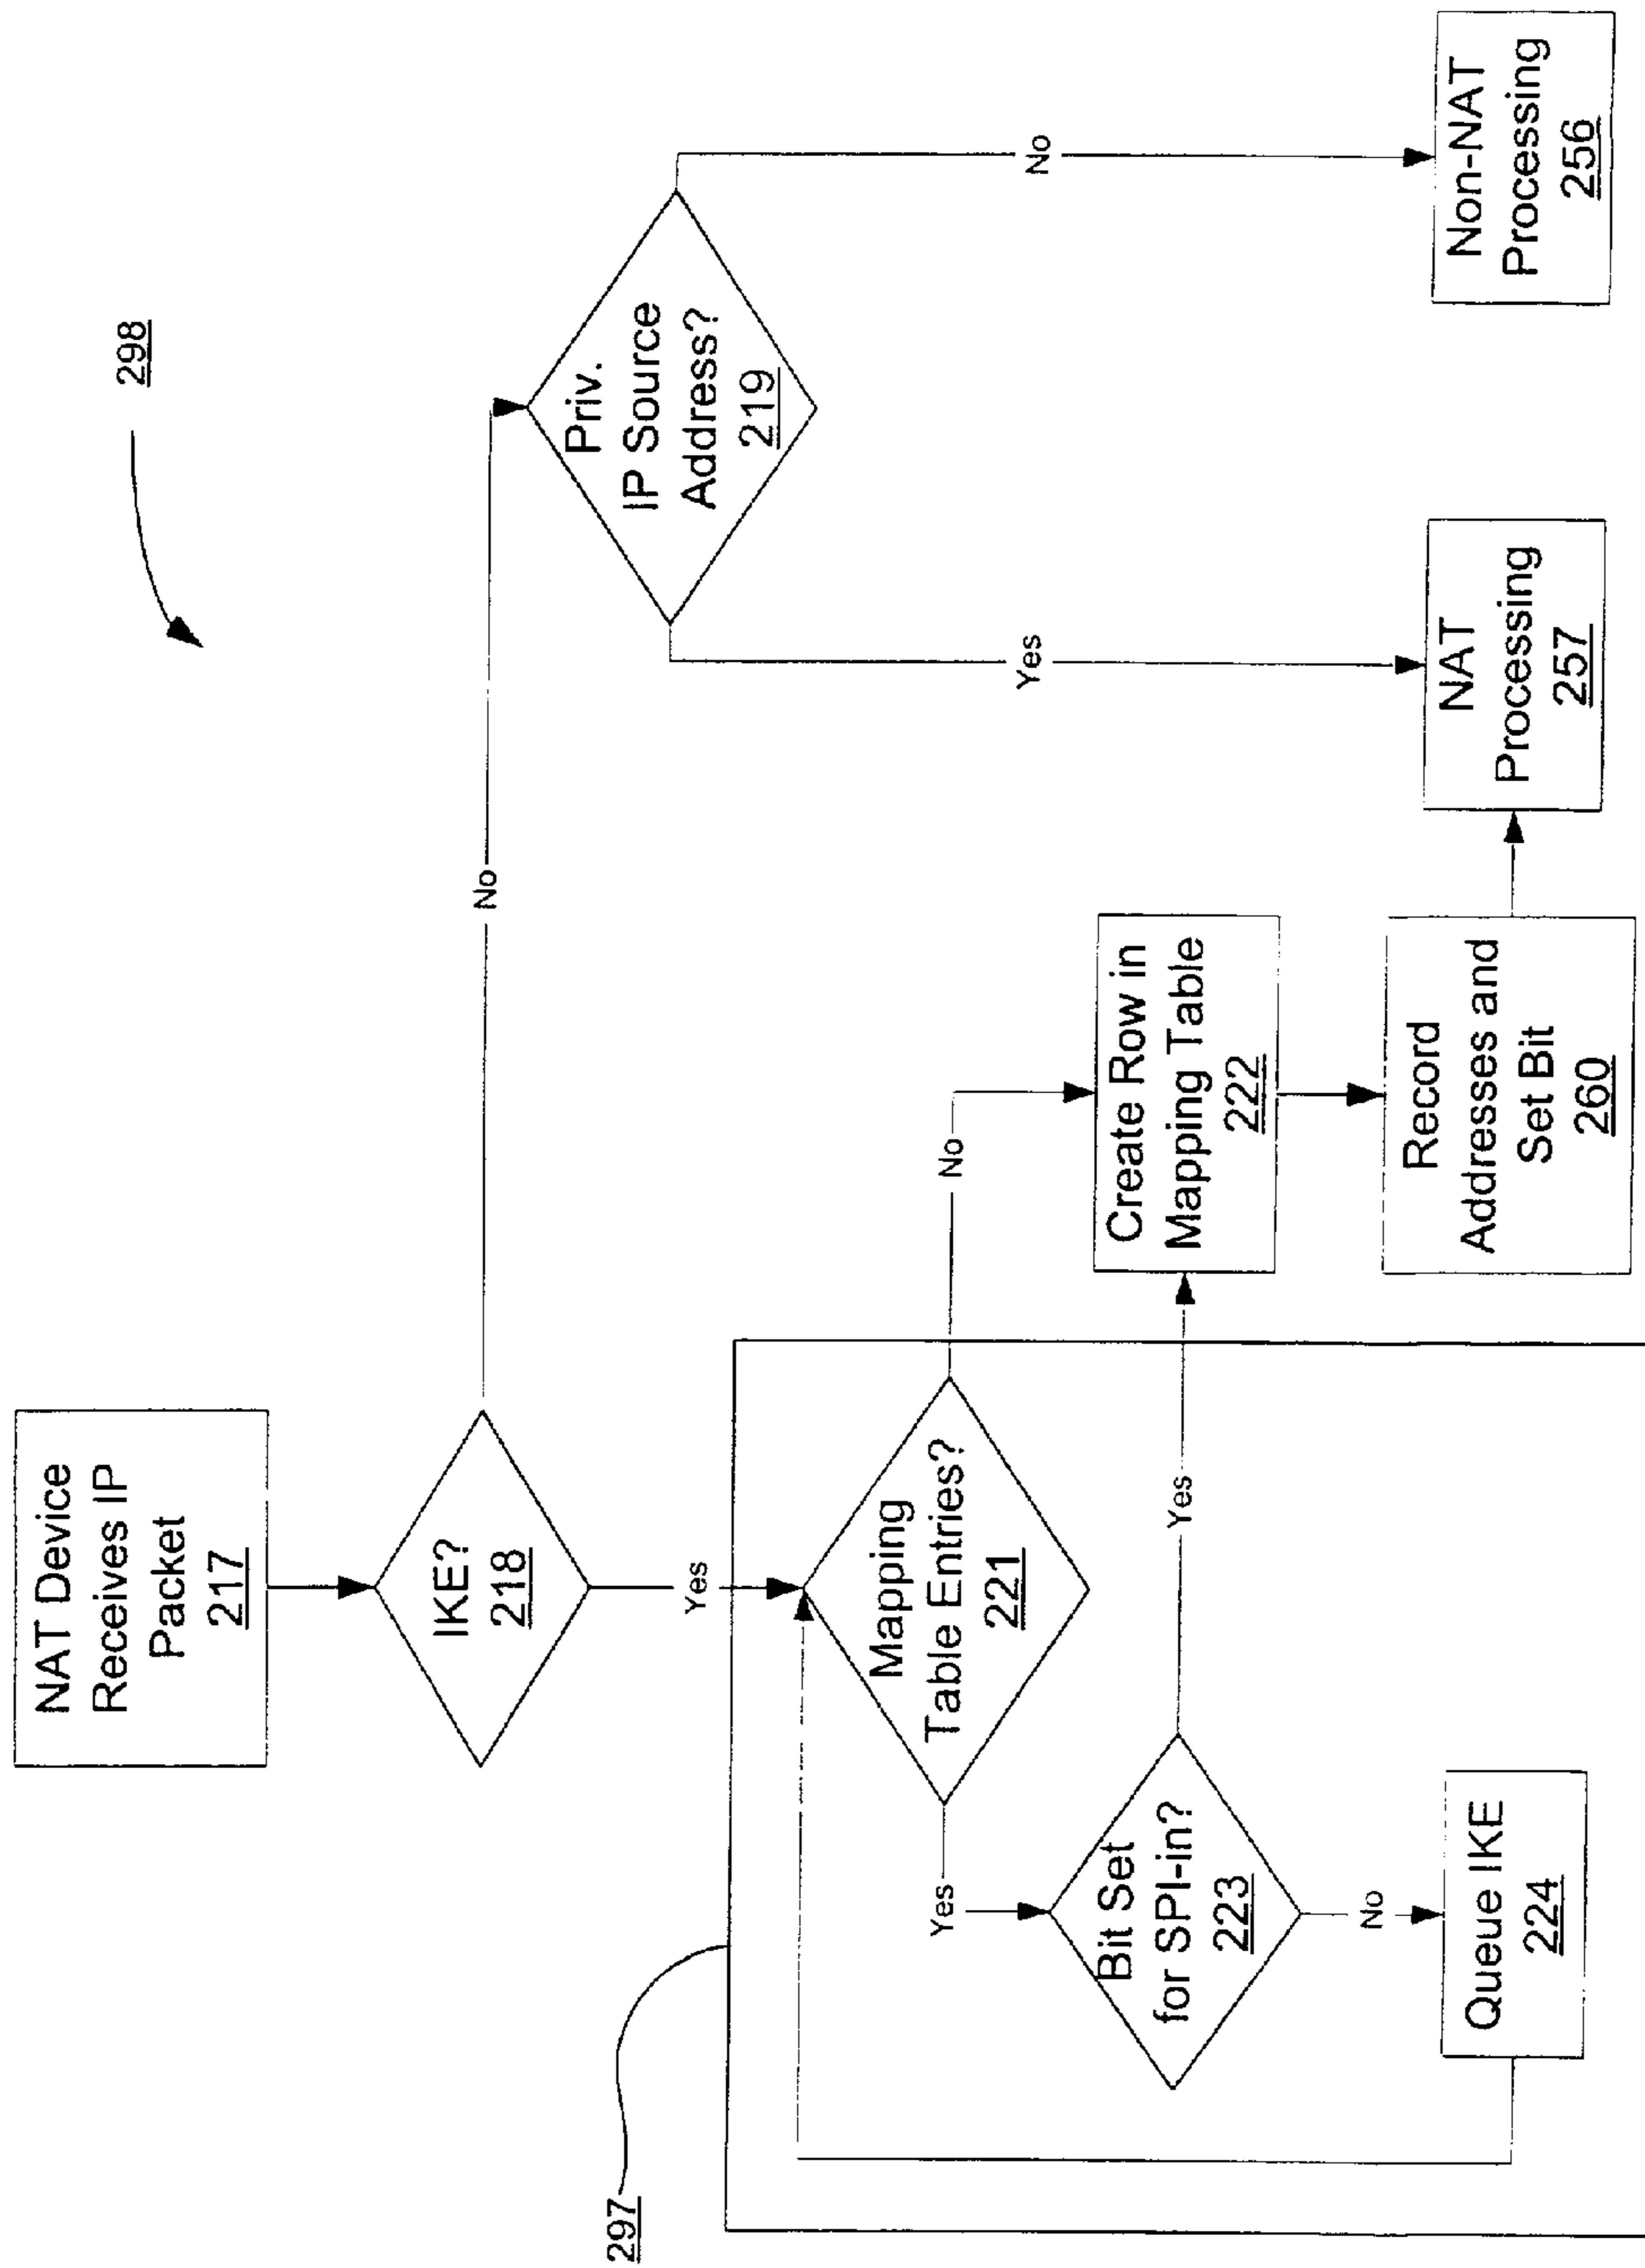 298
NAT Device
Receives IP
Packet
217
IKE?
218
No
Yes
Priv.
IP Source
Address?
219
Yes
No
297
Mapping
Table Entries?
221
No
Yes
Bit Set
for SPI-in?
223
Yes
No
Queue IKE
224
Create Row in
Mapping Table
222
Record
Addresses and
Set Bit
260
NAT
Processing
257
Non-NAT
Processing
256